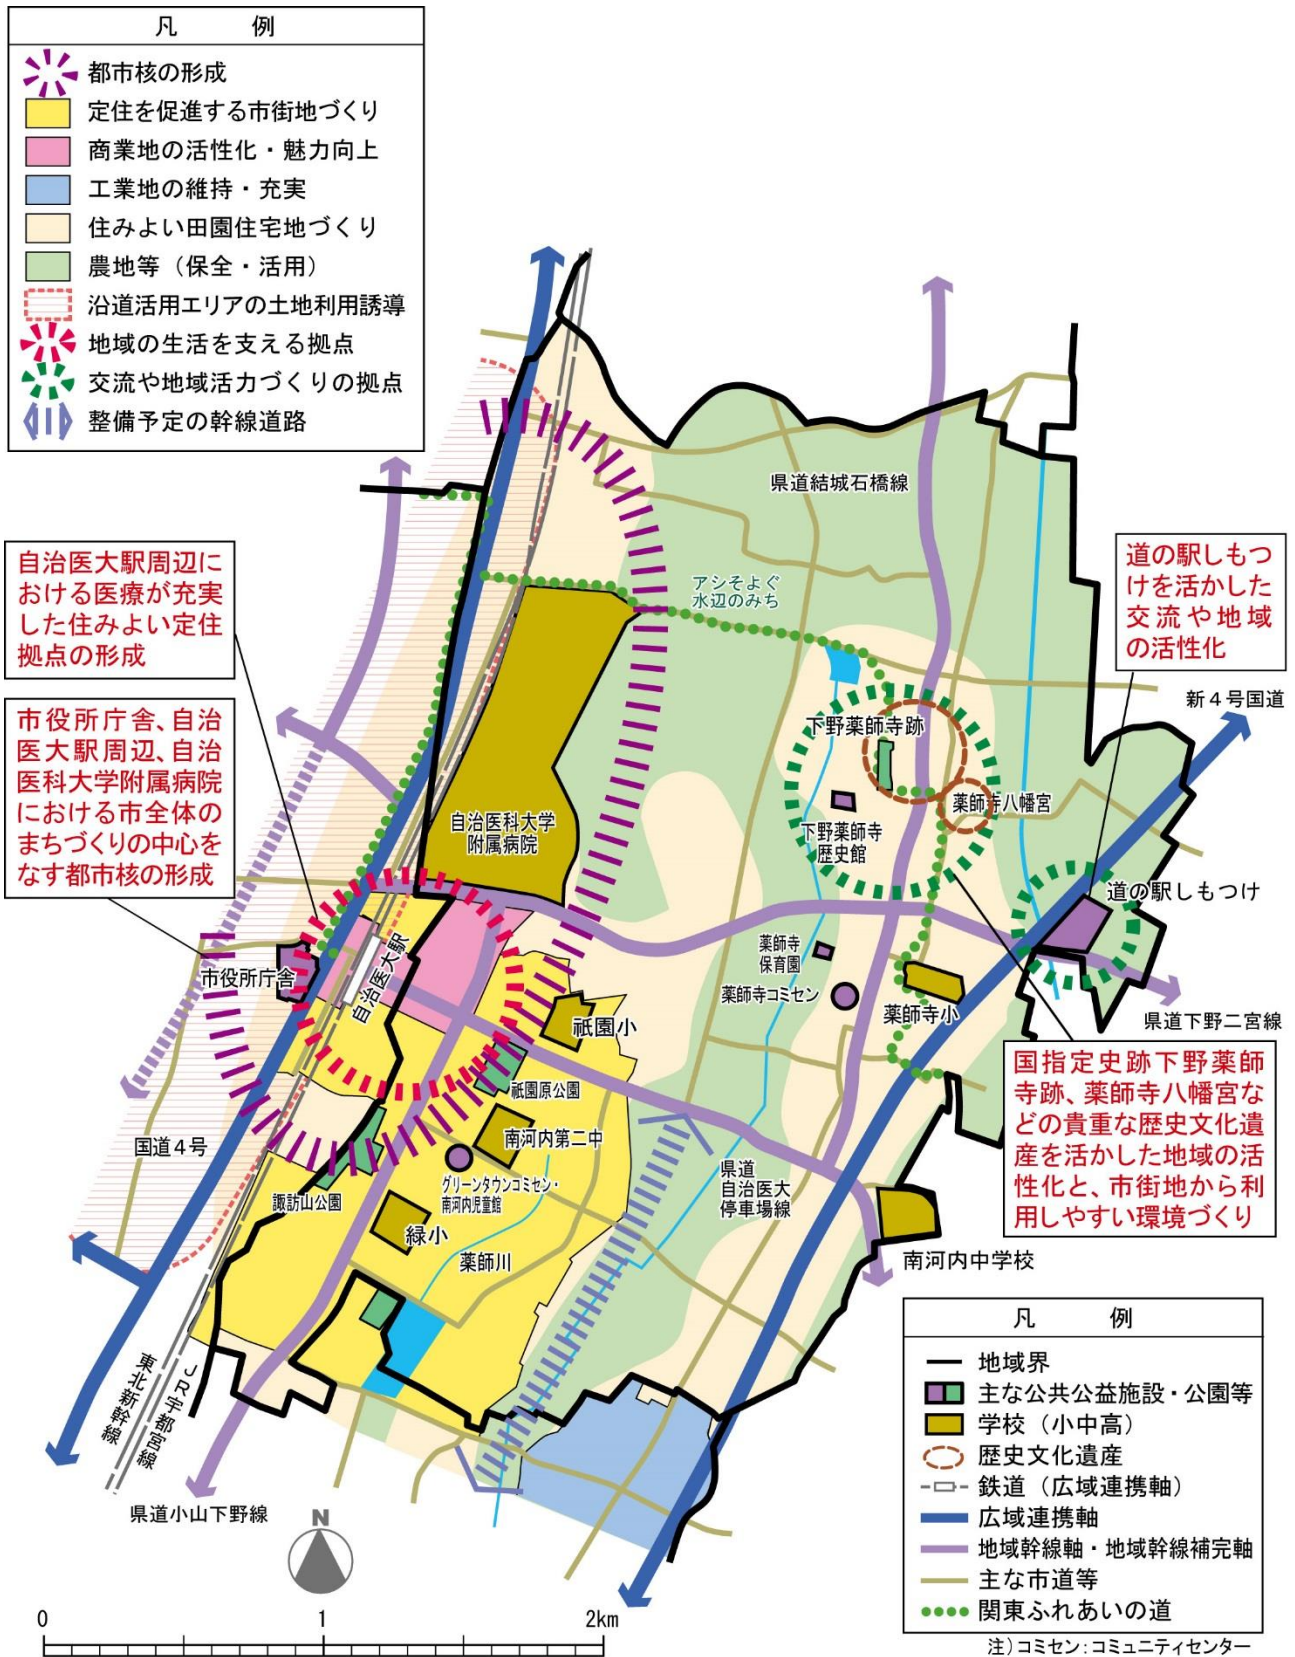 凡　例
都市核の形成
定住を促進する市街地づくり
商業地の活性化・魅力向上
工業地の維持・充実
住みよい田園住宅地づくり
農地等（保全・活用）
沿道活用エリアの土地利用誘導
地域の生活を支える拠点
交流や地域活力づくりの拠点
整備予定の幹線道路
県道結城石橋線
自治医大駅周辺に
おける医療が充実
した住みよい定住
拠点の形成
道の駅しもつ
けを活かした
交流や地域
の活性化
アシそよぐ
水辺のみち
新４号国道
市役所庁舎、自治
医大駅周辺、自治
医科大学附属病院
における市全体の
まちづくりの中心を
なす都市核の形成
下野薬師寺跡
薬師寺八幡宮
自治医科大学
附属病院
下野薬師寺
歴史館
道の駅しもつけ
薬師寺
保育園
市役所庁舎
自治医大駅
薬師寺コミセン
薬師寺小
県道下野二宮線
祇園小
国指定史跡下野薬師
寺跡、薬師寺八幡宮な
どの貴重な歴史文化遺
産を活かした地域の活
性化と、市街地から利
用しやすい環境づくり
祇園原公園
国道４号
南河内第二中
県道
自治医大
停車場線
諏訪山公園
グリーンタウンコミセン・
南河内児童館
緑小
薬師川
南河内中学校
東北新幹線
ＪＲ宇都宮線
県道小山下野線
N
0 1 2km
凡　例
地域界
主な公共公益施設・公園等
学校（小中高）
歴史文化遺産
鉄道（広域連携軸）
広域連携軸
地域幹線軸・地域幹線補完軸
主な市道等
関東ふれあいの道
注）コミセン：コミュニティセンター